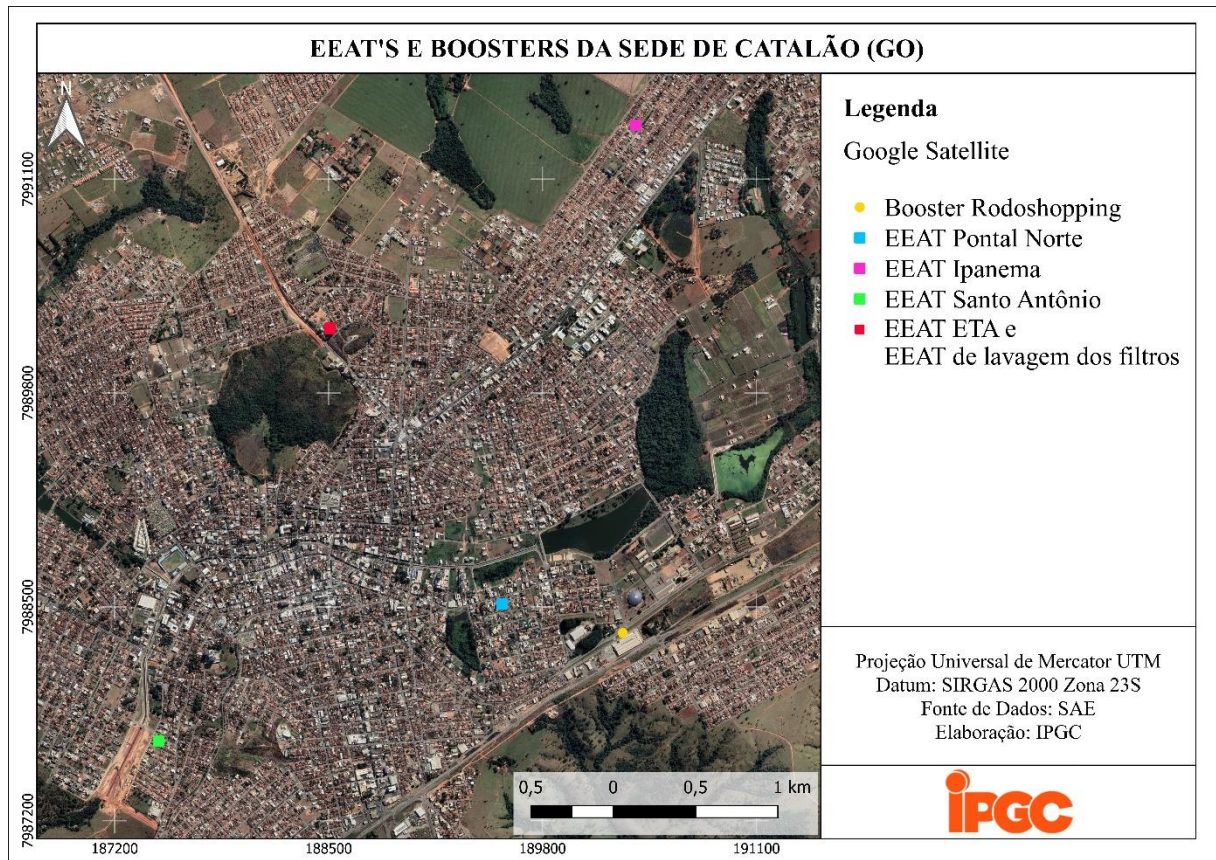 EEAT'S E BOOSTERS DA SEDE DE CATALÃO (GO)
N
7991100
7989800
7988500
7987200
187200
188500
189800
191100
0,5
0
0,5
1 km
Legenda
Google Satellite
Booster Rodoshopping
EEAT Pontal Norte
EEAT Ipanema
EEAT Santo Antônio
EEAT ETA e
EEAT de lavagem dos filtros
Projeção Universal de Mercator UTM
Datum: SIRGAS 2000 Zona 23S
Fonte de Dados: SAE
Elaboração: IPGC
iPGC